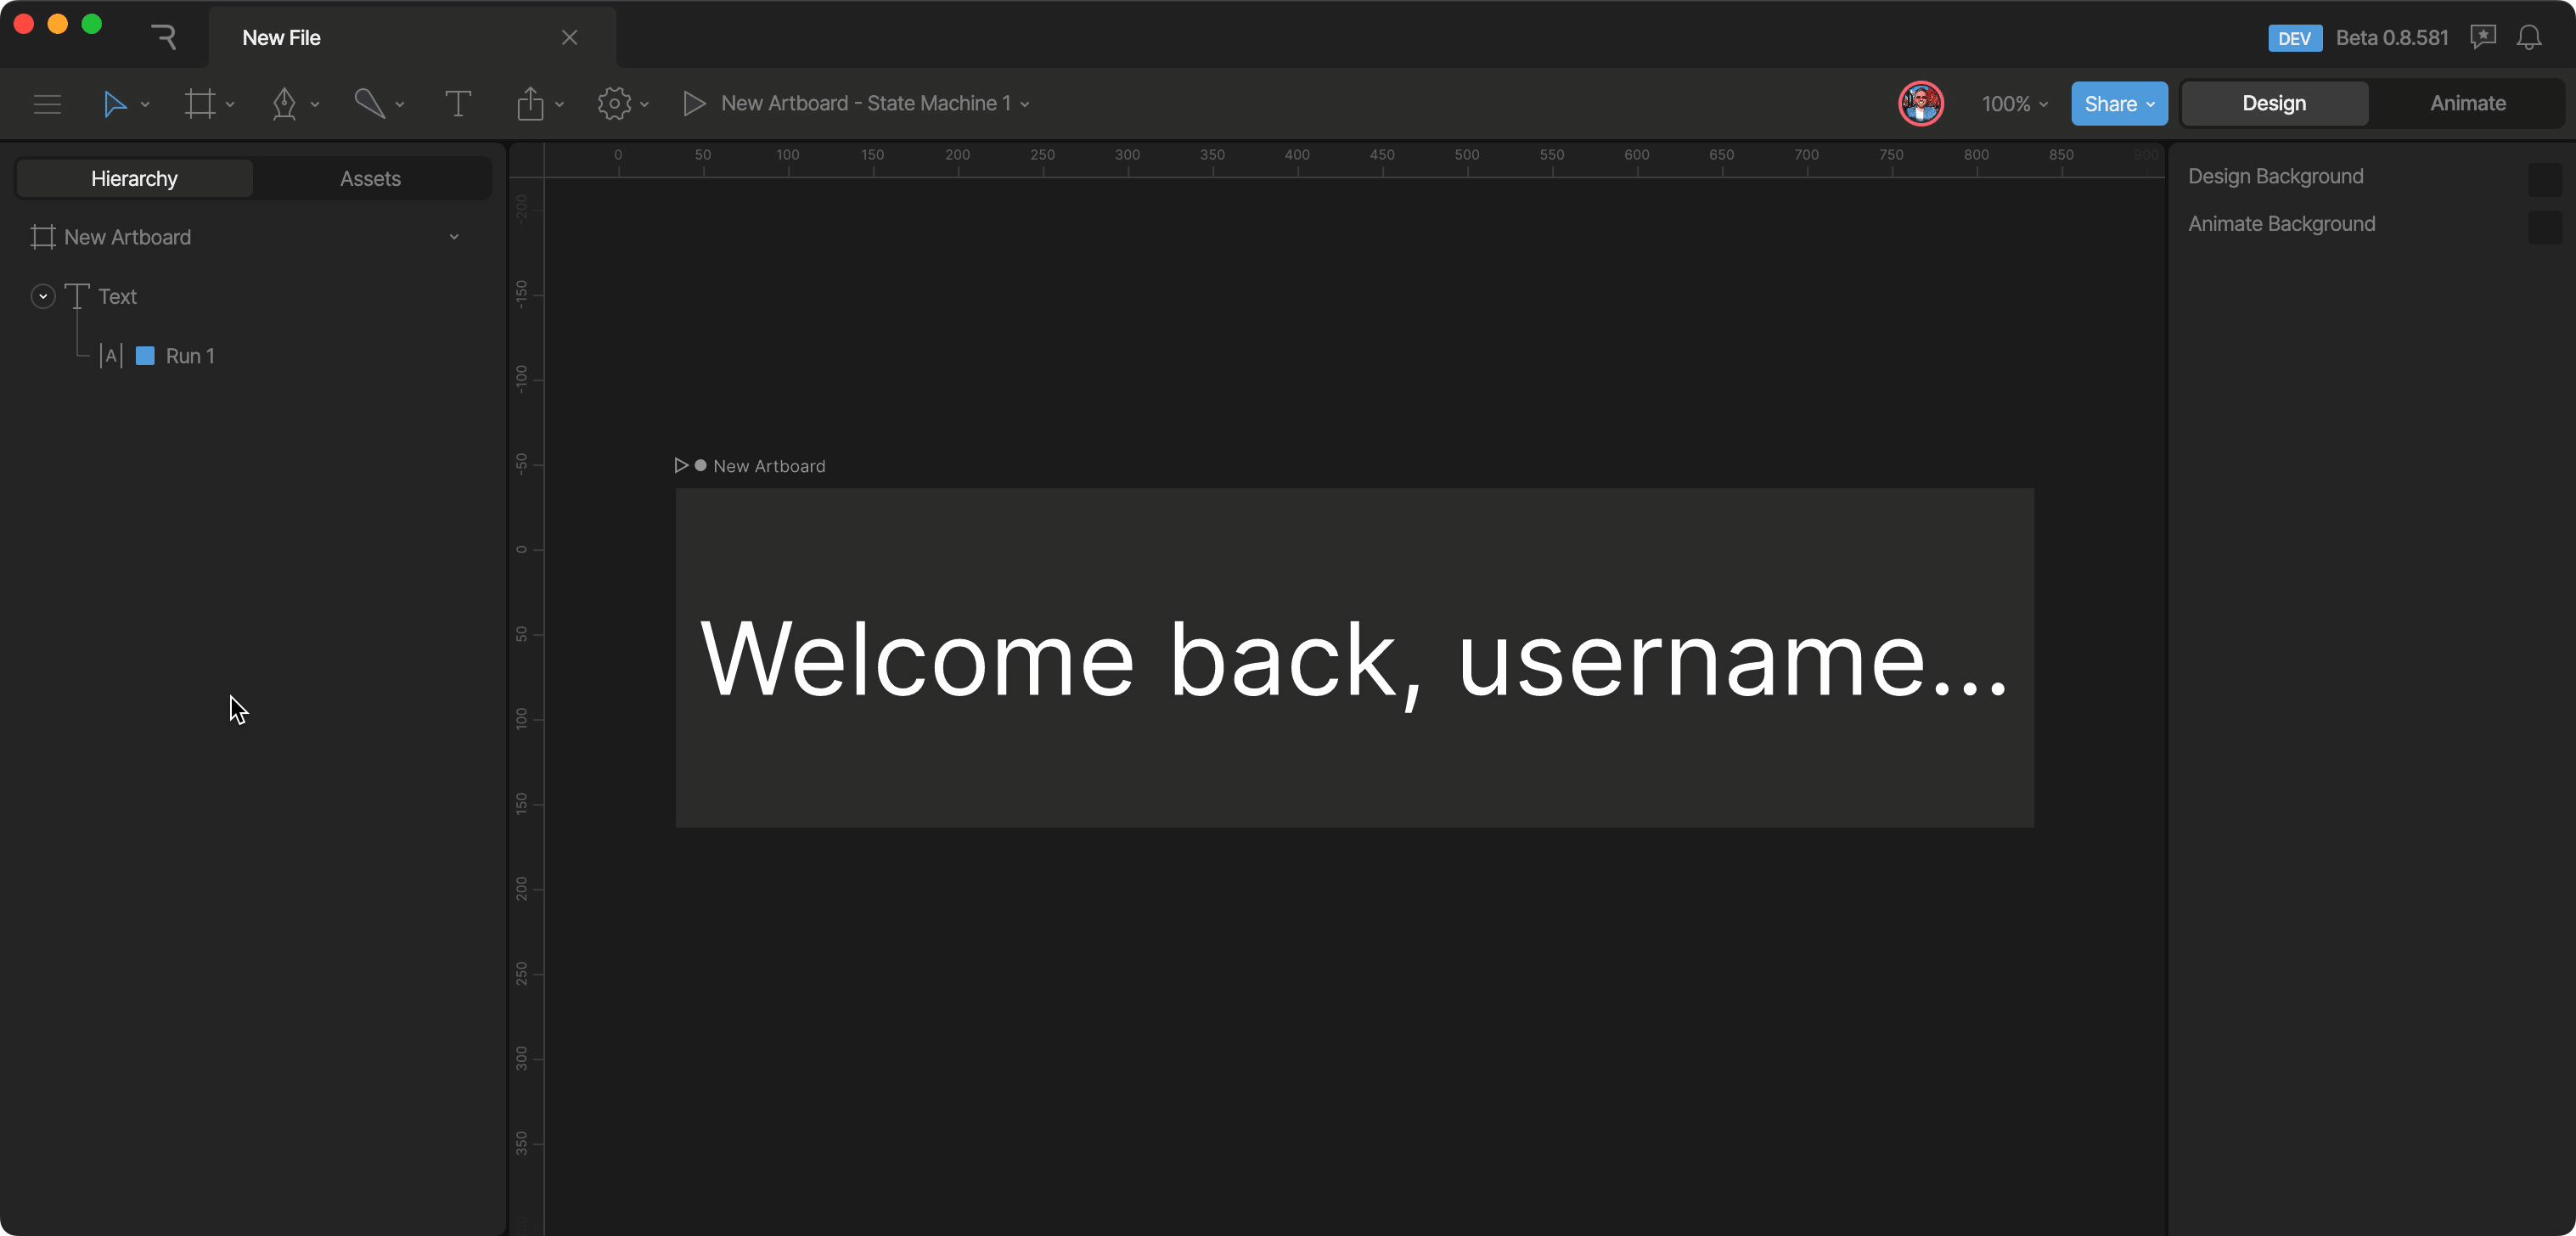 New File
DEV Beta 0.8.581
New Artboard - State Machine 1
100% Share Design Animate
Hierarchy Assets
New Artboard
Text
A Run 1
0 50 100 150 200 250 300 350 400 450 500 550 600 650 700 750 800 850 900
-200
-150
-100
-50
0
50
100
150
200
250
300
350
New Artboard
Welcome back, username...
Design Background
Animate Background